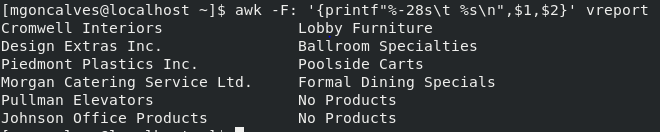 [mgoncalves@localhost ~]$ awk -F: '{printf"%-28s\t %s\n",$1,$2}' vreport
Cromwell Interiors Lobby Furniture
Design Extras Inc. Ballroom Specialties
Piedmont Plastics Inc. Poolside Carts
Morgan Catering Service Ltd. Formal Dining Specials
Pullman Elevators No Products
Johnson Office Products No Products